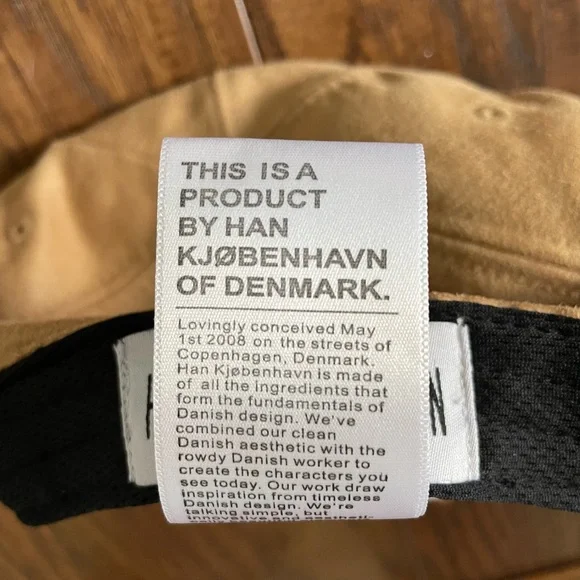 THIS IS A
PRODUCT
BY HAN
KJØBENHAVN
OF DENMARK.
Lovingly conceived May
1st 2008 on the streets of
Copenhagen, Denmark.
Han Kjøbenhavn is made
of all the ingredients that
form the fundamentals of
Danish design. We've
combined our clean
Danish aesthetic with the
rowdy Danish worker to
create the characters you
see today. Our work draw
inspiration from timeless
Danish design. We're
talking simple, but
innovative and aestheti-
H
N